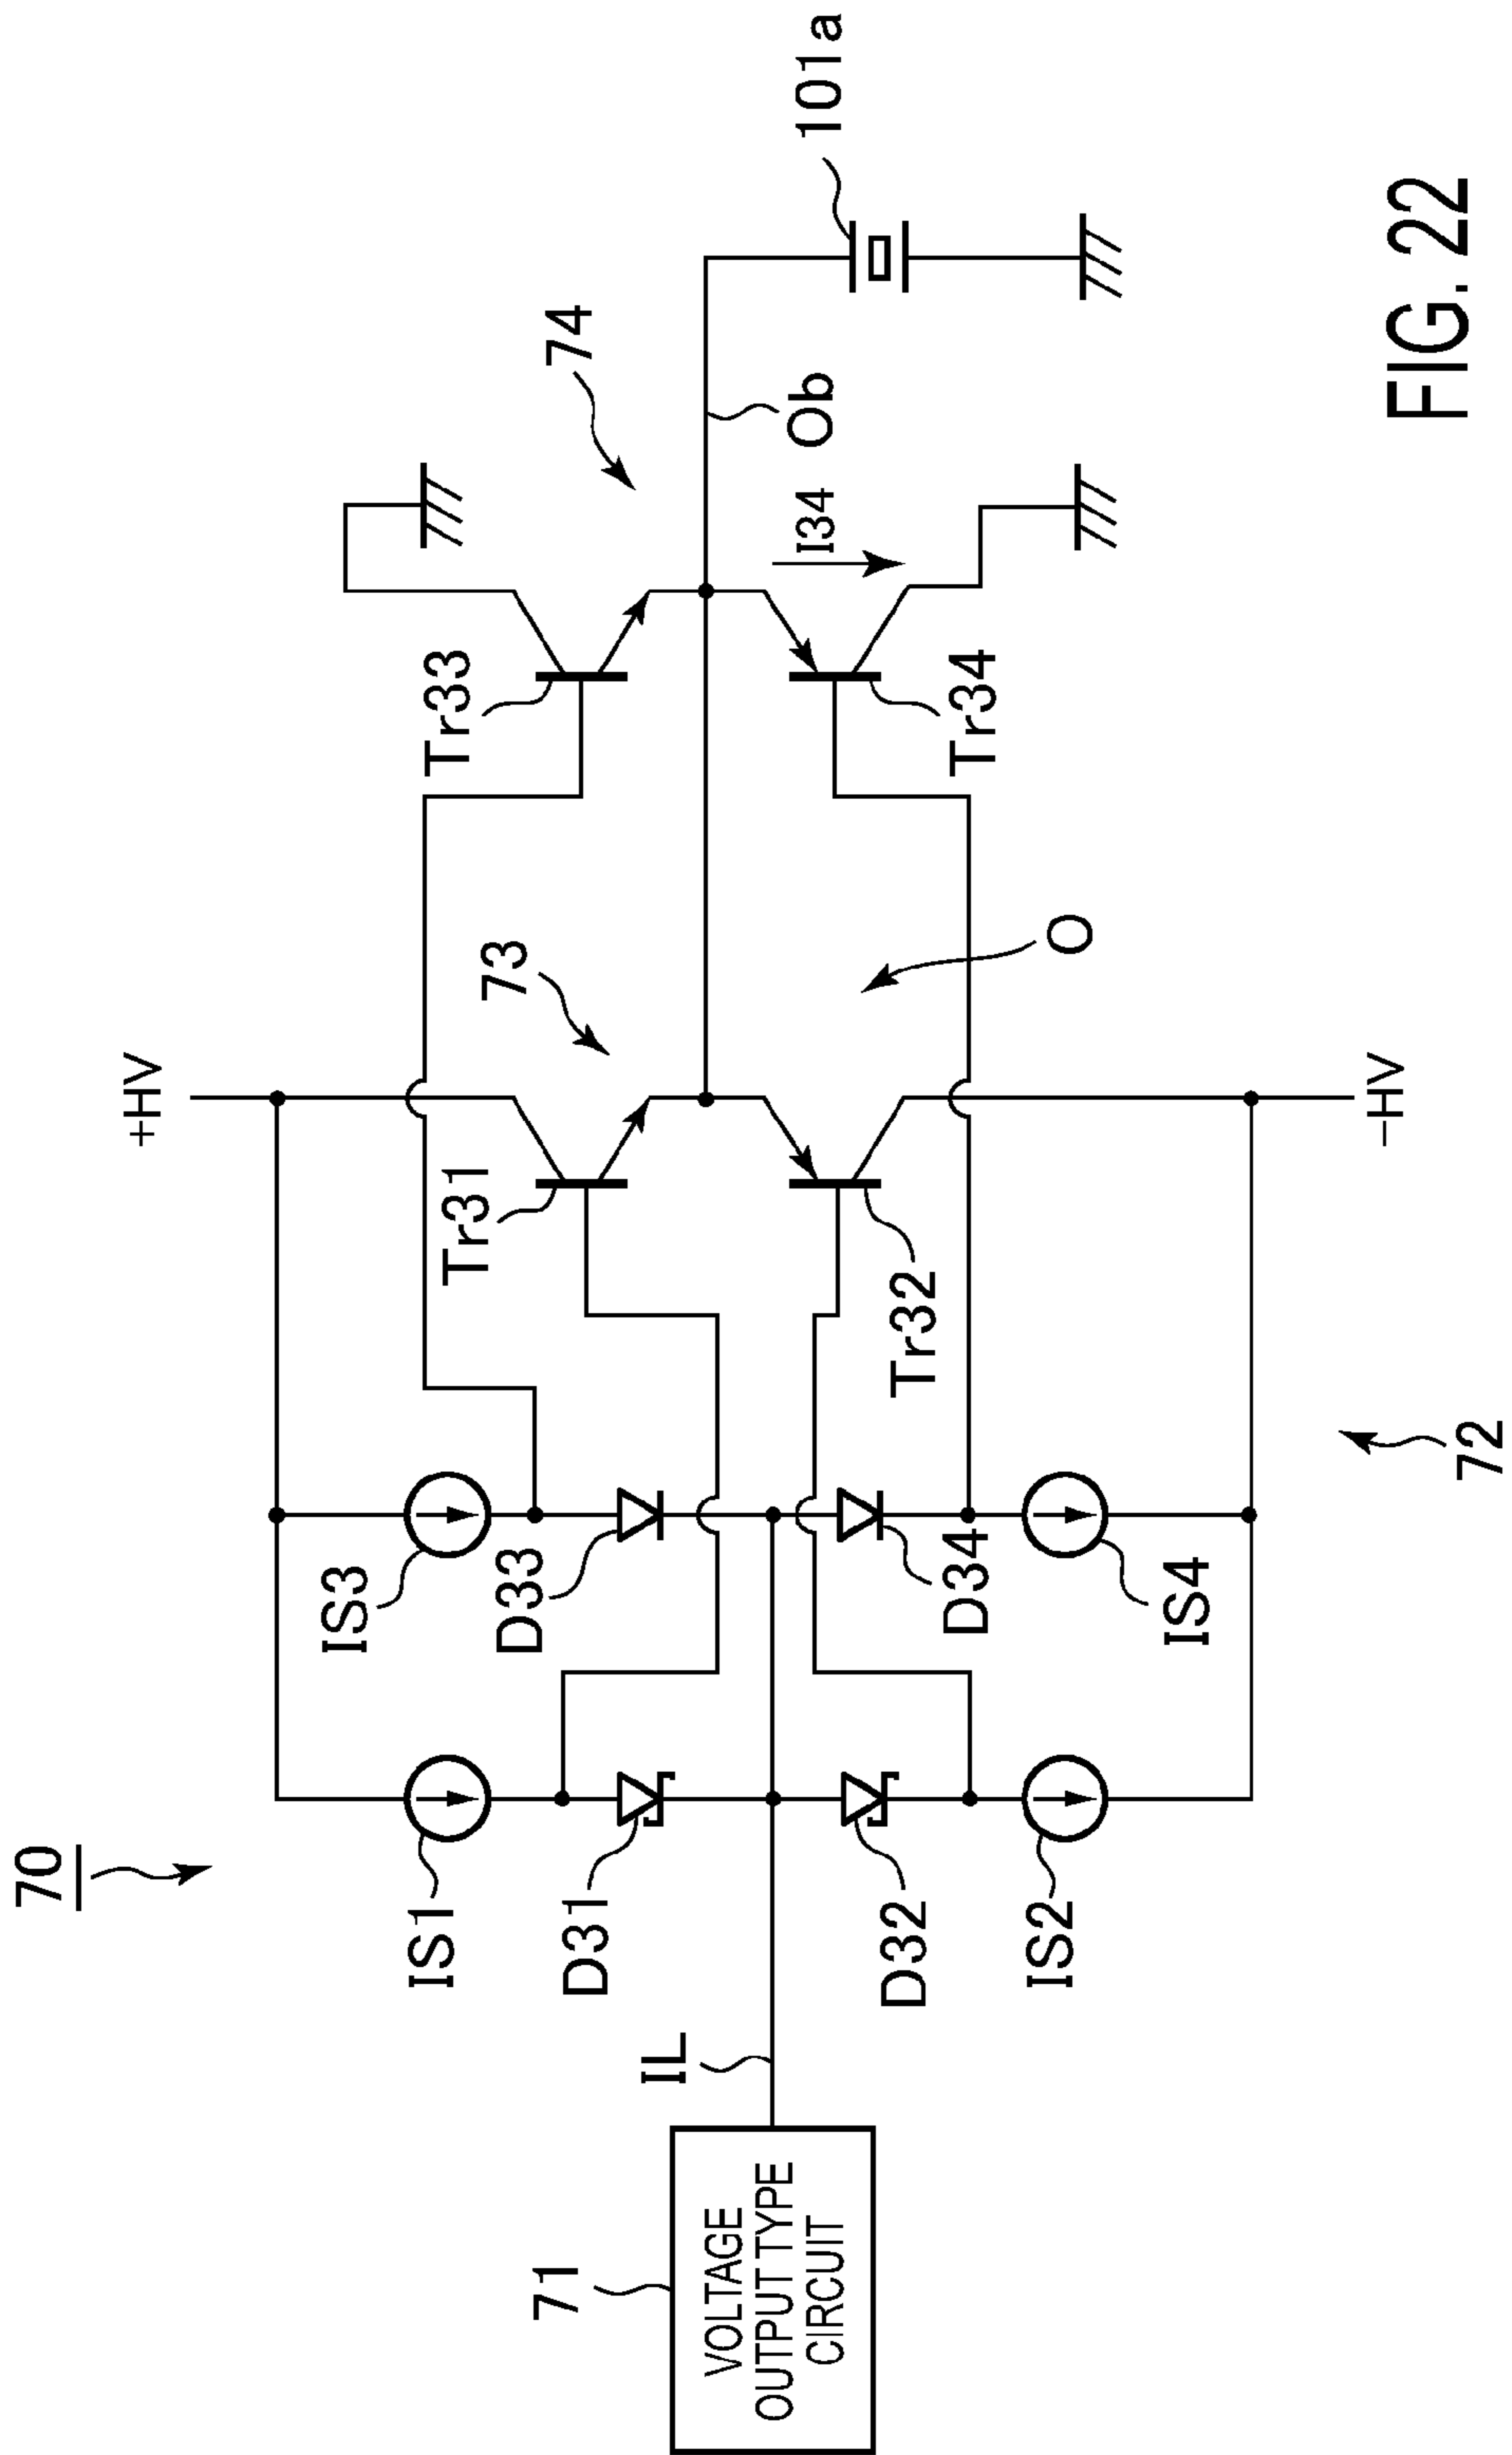 70
+HV
IS1
IS3
Tr33
74
101a
D31
D33
Tr31
73
I34
Ob
71
VOLTAGE
OUTPUT TYPE
CIRCUIT
IL
D32
D34
Tr32
O
Tr34
IS2
IS4
-HV
72
FIG. 22